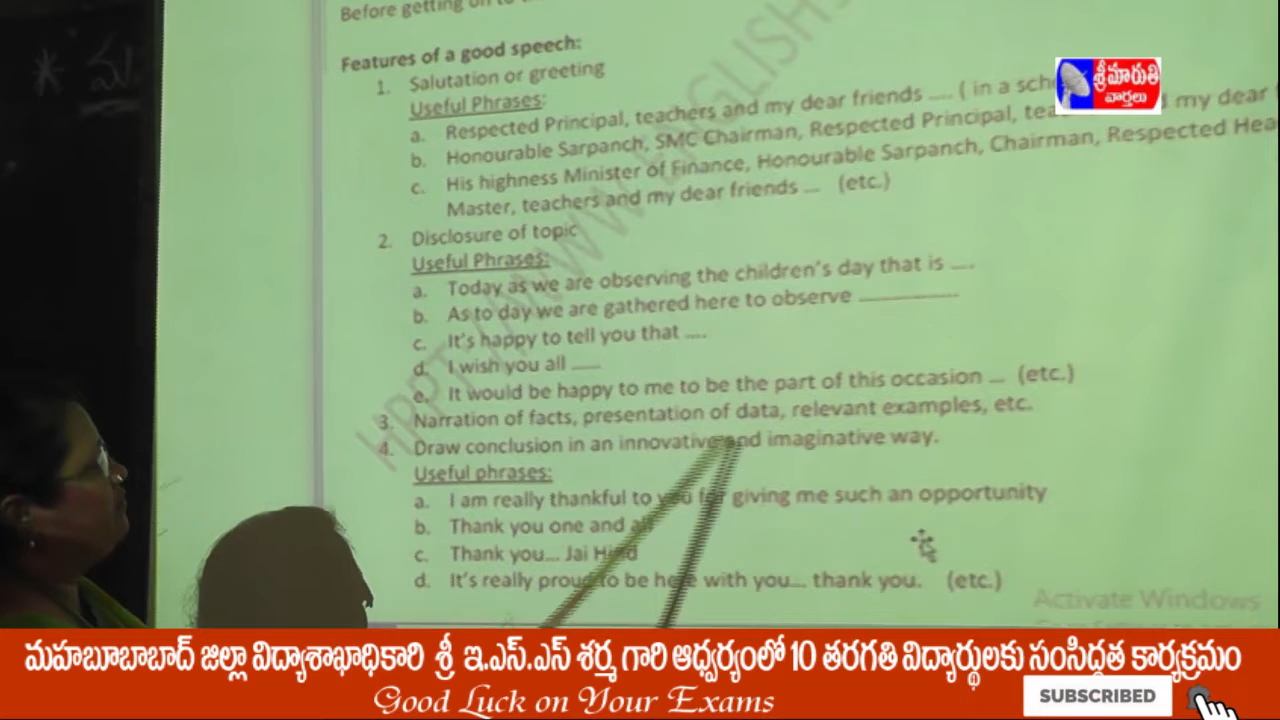 * మ
Before getting on to
Features of a good speech:
1. Salutation or greeting
Useful Phrases:
a. Respected Principal, teachers and my dear friends .... ( in a sch
b. Honourable Sarpanch, SMC Chairman, Respected Principal, tea my dear
c. His highness Minister of Finance, Honourable Sarpanch, Chairman, Respected Hea
Master, teachers and my dear friends ... (etc.)
2. Disclosure of topic
Useful Phrases:
a. Today as we are observing the children's day that is ....
b. As to day we are gathered here to observe ____________
c. It's happy to tell you that ....
d. I wish you all ____
e. It would be happy to me to be the part of this occasion ... (etc.)
3. Narration of facts, presentation of data, relevant examples, etc.
4. Draw conclusion in an innovative and imaginative way.
Useful phrases:
a. I am really thankful to you for giving me such an opportunity
b. Thank you one and all
c. Thank you... Jai Hind
d. It's really proud to be here with you... thank you. (etc.)
Activate Windows
శ్రీమారుతి
వార్తలు
మహబూబాబాద్ జిల్లా విద్యాశాఖాధికారి శ్రీ ఇ.ఎస్.ఎస్ శర్మ గారి ఆధ్వర్యంలో 10 తరగతి విద్యార్థులకు సంసిద్ధత కార్యక్రమం
Good Luck on Your Exams
SUBSCRIBED